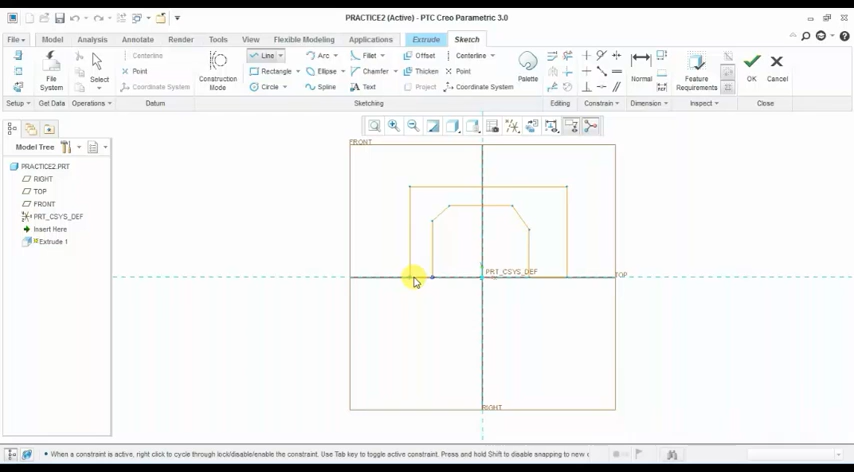 PRACTICE2 (Active) - PTC Creo Parametric 3.0
File Model Analysis Annotate Render Tools View Flexible Modeling Applications Extrude Sketch
File System
Select
Centerline
Point
Coordinate System
Construction Mode
Line Arc Fillet Offset Centerline
Rectangle Ellipse Chamfer Thicken Point
Circle Spline Text Project Coordinate System
Palette
Normal
Feature Requirements
OK Cancel
Setup Get Data Operations Datum Sketching Editing Constrain Dimension Inspect Close
Model Tree
PRACTICE2.PRT
RIGHT
TOP
FRONT
PRT_CSYS_DEF
Insert Here
Extrude 1
FRONT
PRT_CSYS_DEF
TOP
RIGHT
When a constraint is active, right click to cycle through lock/disable/enable the constraint. Use Tab key to toggle active constraint. Press and hold Shift to disable snapping to new